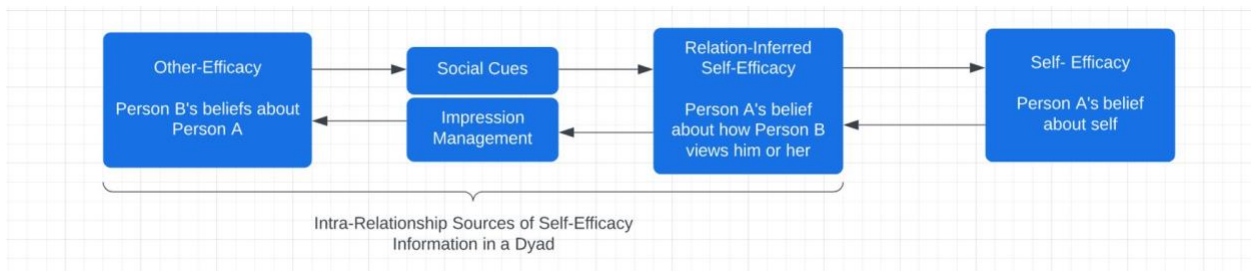 Other-Efficacy
Person B's beliefs about
Person A
Social Cues
Impression
Management
Relation-Inferred
Self-Efficacy
Person A's belief
about how Person B
views him or her
Self- Efficacy
Person A's belief
about self
Intra-Relationship Sources of Self-Efficacy
Information in a Dyad